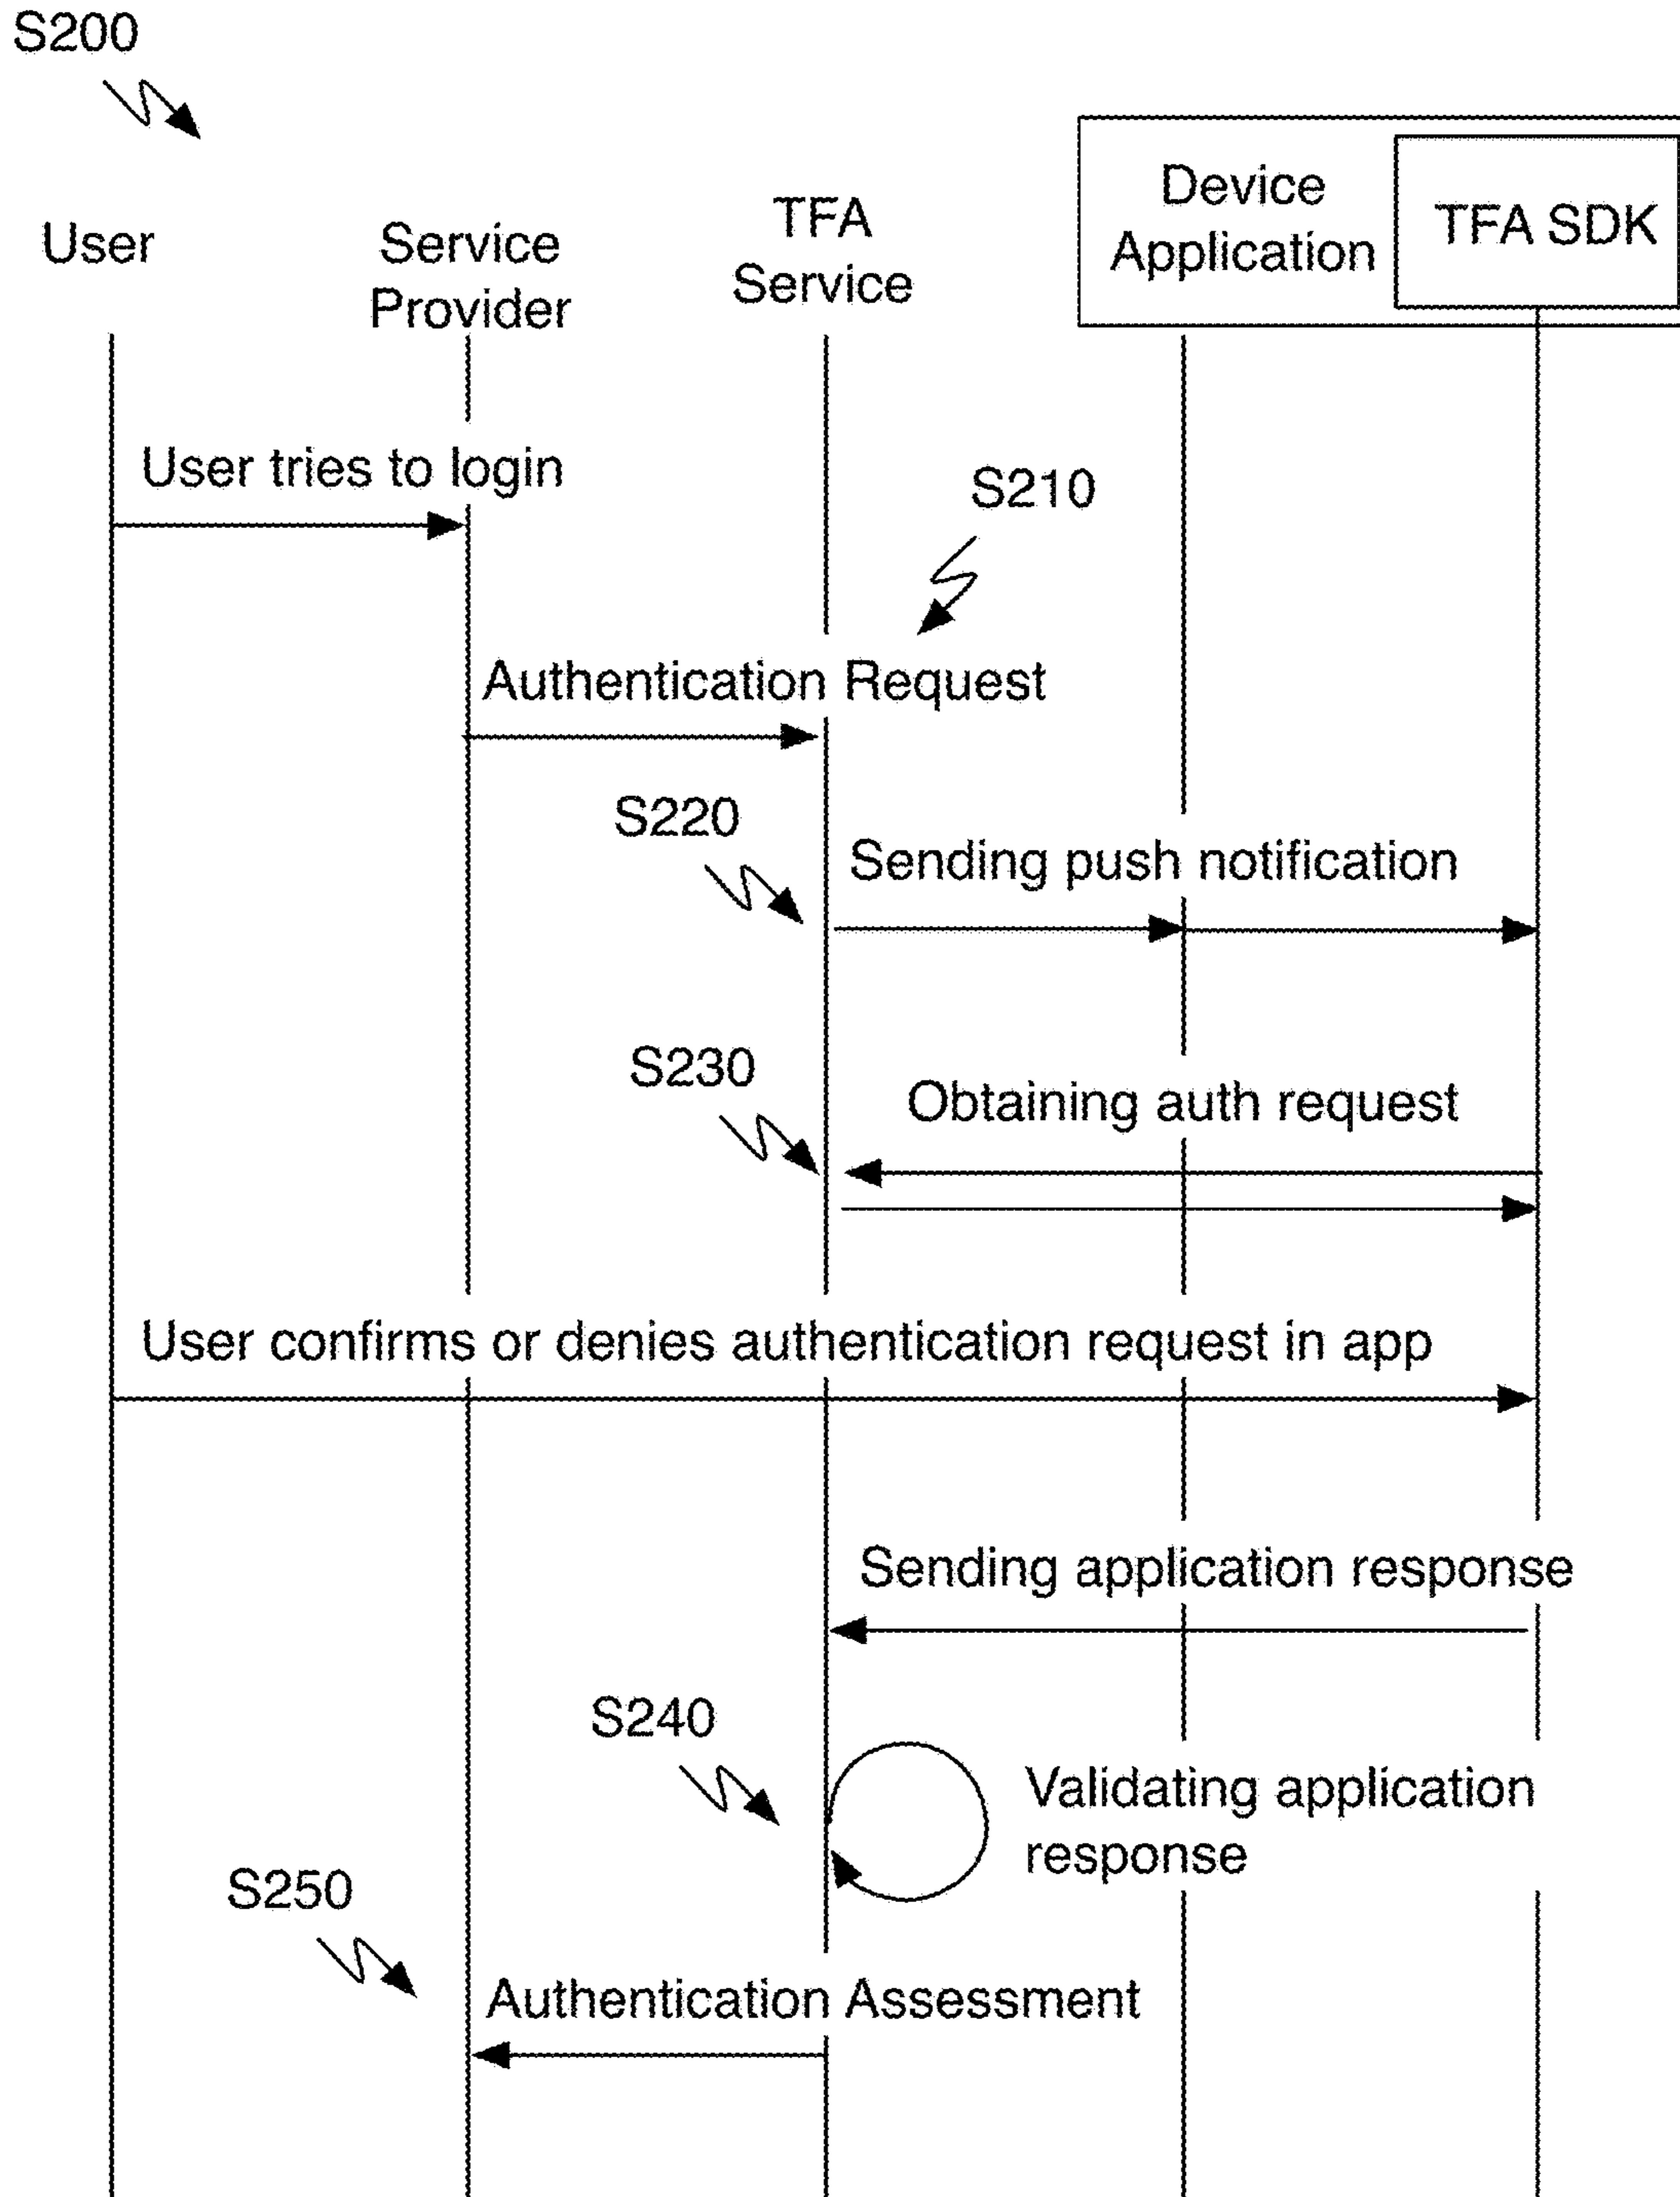 S200
User
Service
Provider
TFA
Service
Device
Application
TFA SDK
User tries to login
S210
Authentication Request
S220
Sending push notification
S230
Obtaining auth request
User confirms or denies authentication request in app
Sending application response
S240
Validating application
response
S250
Authentication Assessment